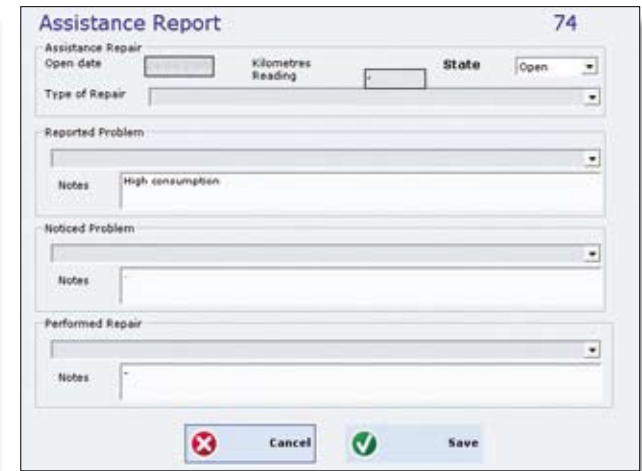 Assistance Report 74
Assistance Repair
Open date Kilometres Reading - State Open
Type of Repair
Reported Problem
Notes High consumption
Noticed Problem
Notes -
Performed Repair
Notes -
Cancel Save